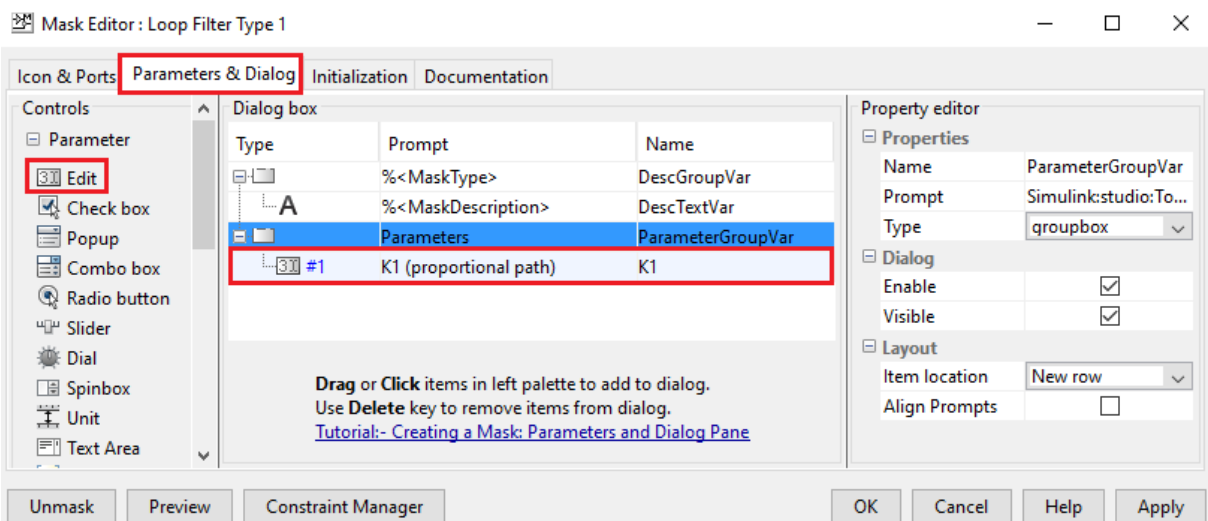 Mask Editor : Loop Filter Type 1
Icon & Ports Parameters & Dialog Initialization Documentation
Controls
Parameter
Edit
Check box
Popup
Combo box
Radio button
Slider
Dial
Spinbox
Unit
Text Area
Dialog box
Type Prompt Name
%<MaskType> DescGroupVar
A %<MaskDescription> DescTextVar
Parameters ParameterGroupVar
#1 K1 (proportional path) K1
Drag or Click items in left palette to add to dialog.
Use Delete key to remove items from dialog.
Tutorial:- Creating a Mask: Parameters and Dialog Pane
Property editor
Properties
Name ParameterGroupVar
Prompt Simulink:studio:To...
Type groupbox
Dialog
Enable
Visible
Layout
Item location New row
Align Prompts
Unmask Preview Constraint Manager OK Cancel Help Apply